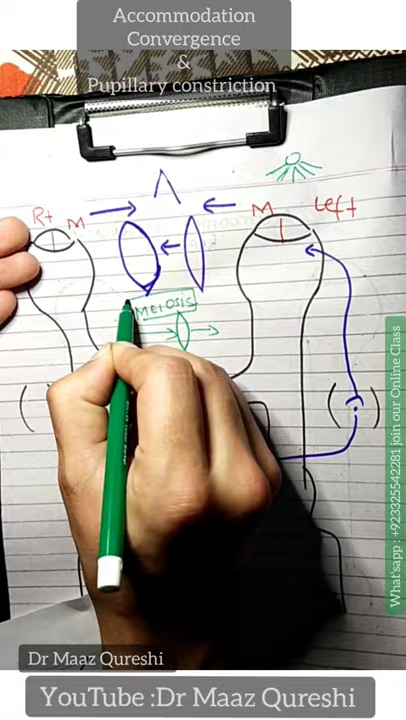 Accommodation
Convergence
&
Pupillary constriction
Rt
M
M
Left
MEIOSIS
What'sapp : +923325542281 join our Online Class
Dr Maaz Qureshi
YouTube :Dr Maaz Qureshi